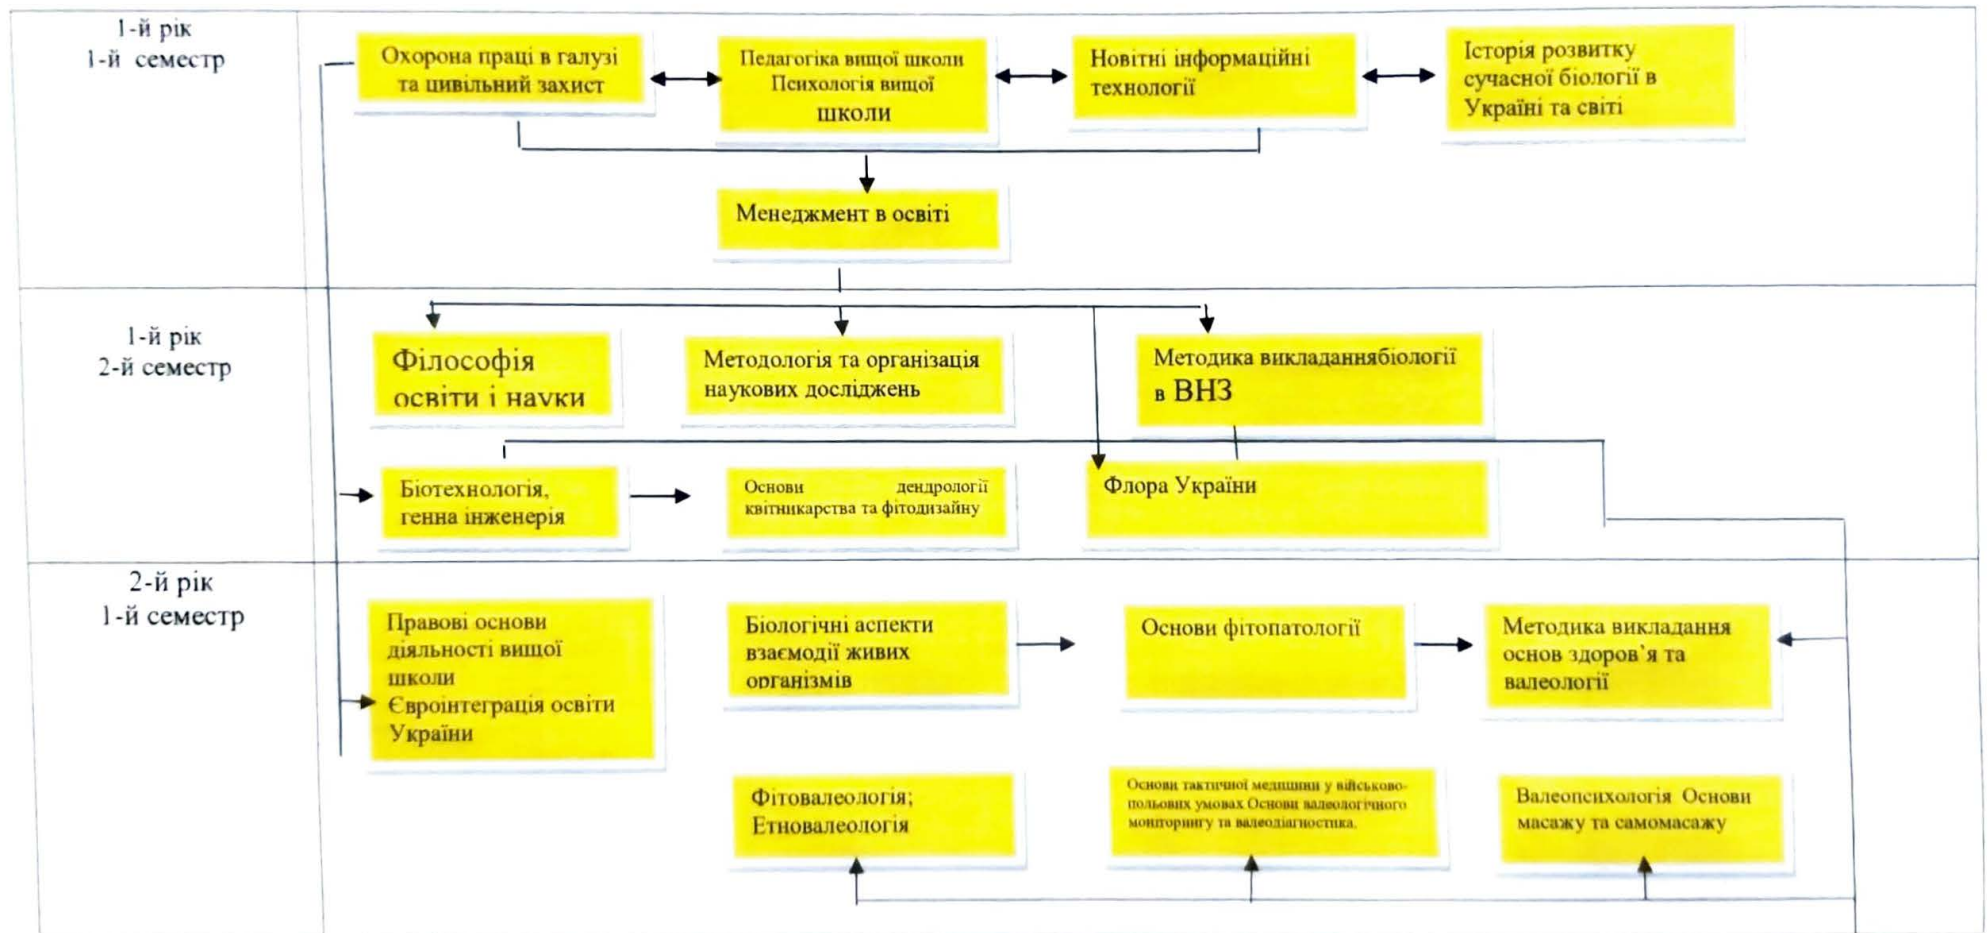 1-й рік
1-й семестр
Охорона праці в галузі
та цивільний захист
Педагогіка вищої школи
Психологія вищої
школи
Новітні інформаційні
технології
Історія розвитку
сучасної біології в
Україні та світі
Менеджмент в освіті
1-й рік
2-й семестр
Філософія
освіти і науки
Методологія та організація
наукових досліджень
Методика викладаннябіології
в ВНЗ
Біотехнологія,
генна інженерія
Основи дендрології
квітникарства та фітодизайну
Флора України
2-й рік
1-й семестр
Правові основи
діяльності вищої
школи
Євроінтеграція освіти
України
Біологічні аспекти
взаємодії живих
організмів
Основи фітопатології
Методика викладання
основ здоров`я та
валеології
Фітовалеологія;
Етновалеологія
Основи тактичної медицини у військово-
польових умовах Основи валеологічного
моніторингу та валеодіагностика.
Валеопсихологія Основи
масажу та самомасажу